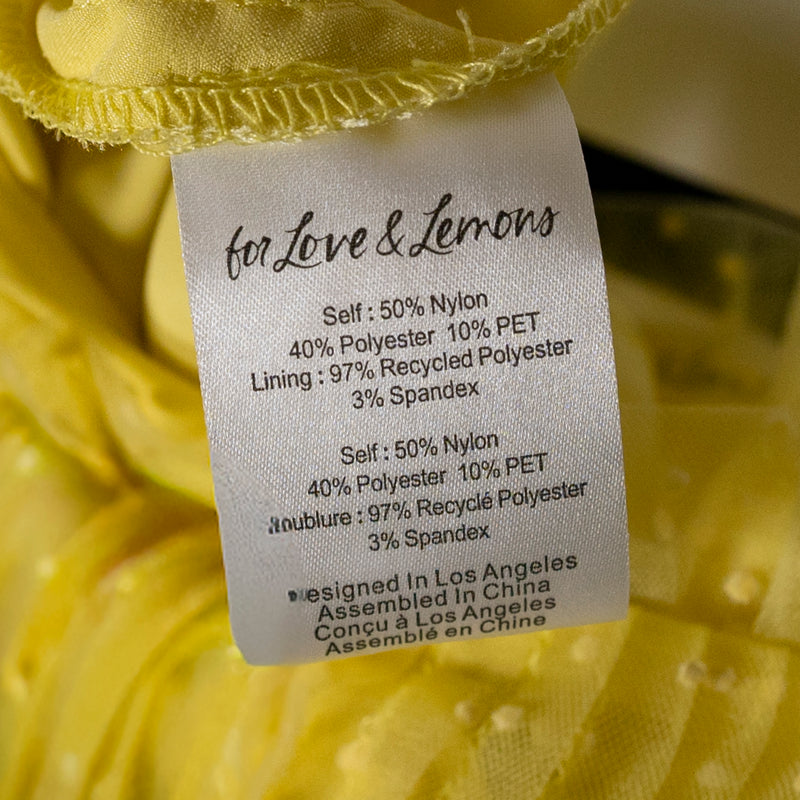 for Love & Lemons
Self : 50% Nylon
40% Polyester 10% PET
Lining : 97% Recycled Polyester
3% Spandex
Self : 50% Nylon
40% Polyester 10% PET
Doublure : 97% Recyclé Polyester
3% Spandex
Designed In Los Angeles
Assembled In China
Conçu à Los Angeles
Assemblé en Chine